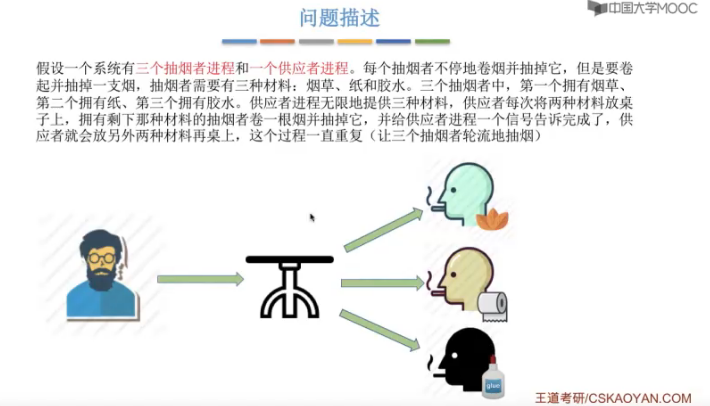 问题描述
中国大学MOOC
假设一个系统有三个抽烟者进程和一个供应者进程。每个抽烟者不停地卷烟并抽掉它，但是要卷
起并抽掉一支烟，抽烟者需要有三种材料：烟草、纸和胶水。三个抽烟者中，第一个拥有烟草、
第二个拥有纸、第三个拥有胶水。供应者进程无限地提供三种材料，供应者每次将两种材料放桌
子上，拥有剩下那种材料的抽烟者卷一根烟并抽掉它，并给供应者进程一个信号告诉完成了，供
应者就会放另外两种材料再桌上，这个过程一直重复（让三个抽烟者轮流地抽烟）
glue
王道考研/CSKAOYAN.COM